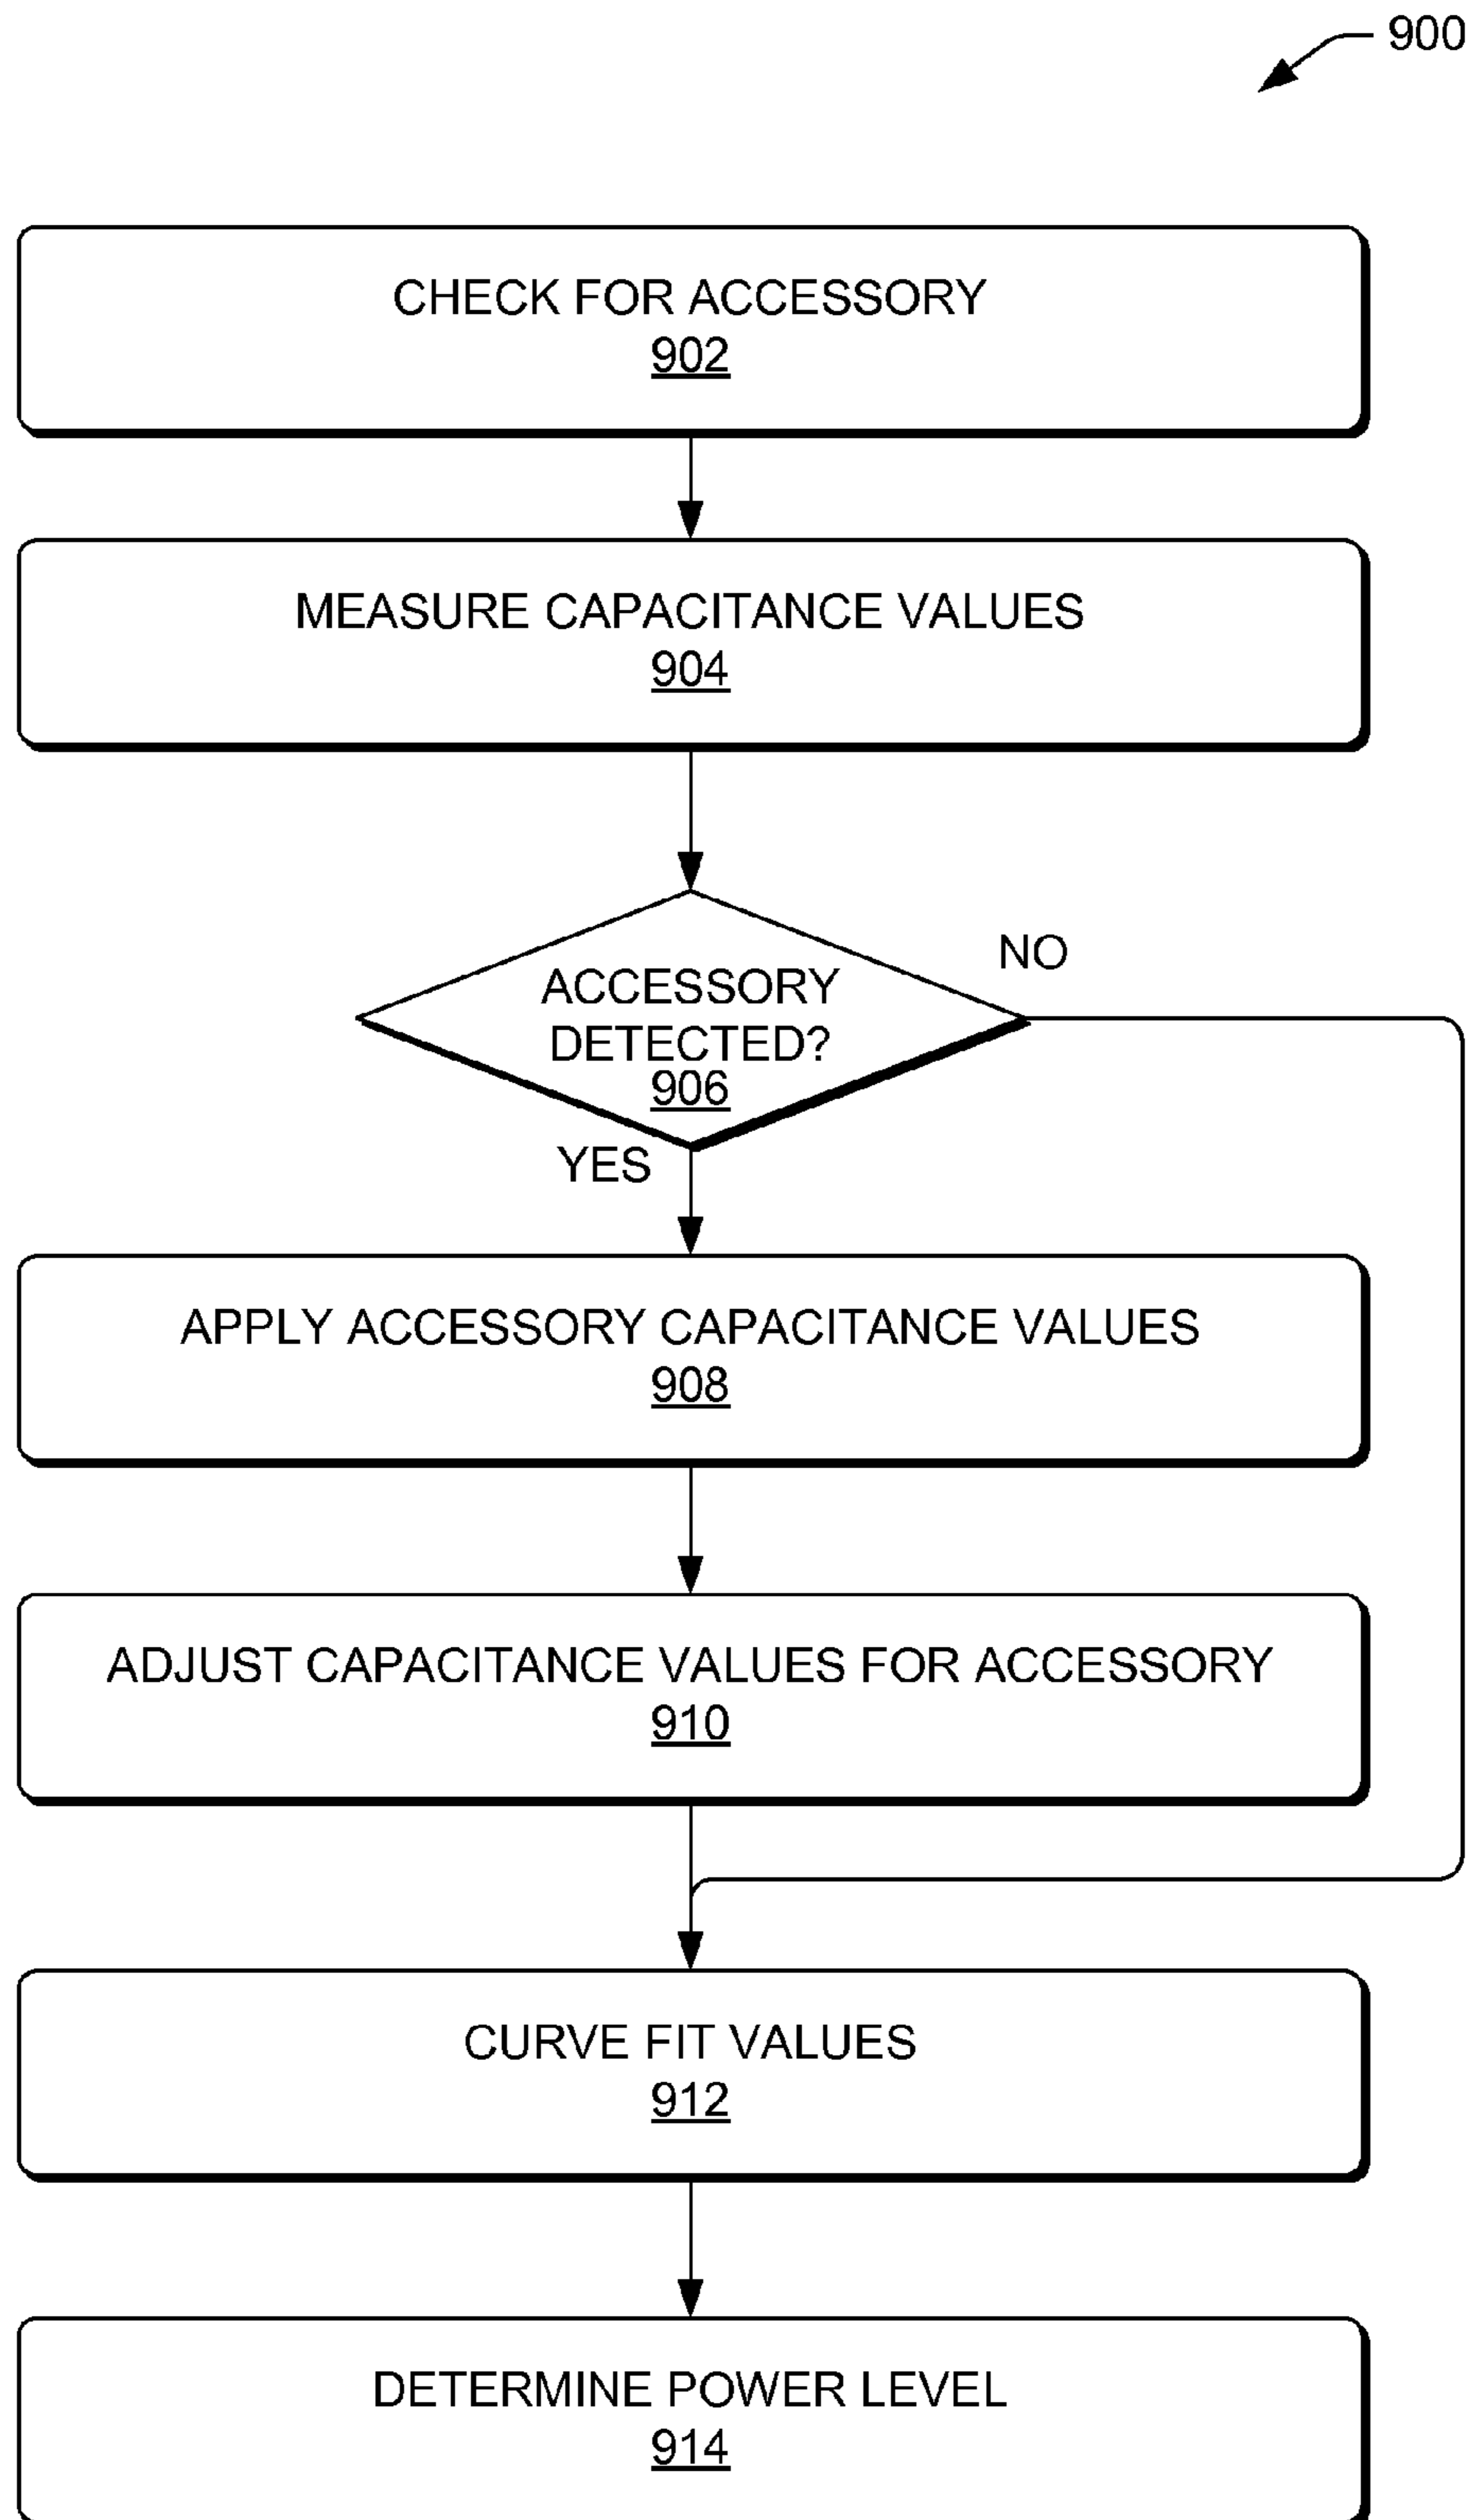 900
CHECK FOR ACCESSORY
902
MEASURE CAPACITANCE VALUES
904
NO
ACCESSORY
DETECTED?
906
YES
APPLY ACCESSORY CAPACITANCE VALUES
908
ADJUST CAPACITANCE VALUES FOR ACCESSORY
910
CURVE FIT VALUES
912
DETERMINE POWER LEVEL
914